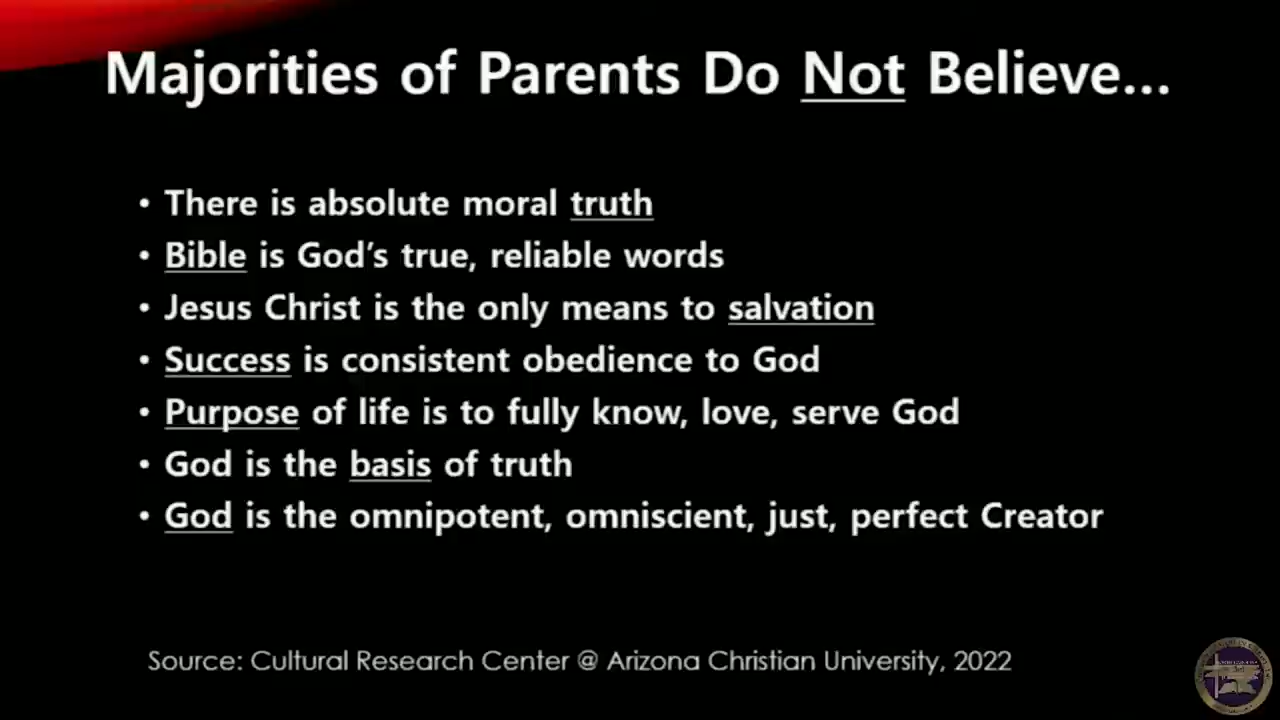 Majorities of Parents Do Not Believe...
• There is absolute moral truth
• Bible is God's true, reliable words
• Jesus Christ is the only means to salvation
• Success is consistent obedience to God
• Purpose of life is to fully know, love, serve God
• God is the basis of truth
• God is the omnipotent, omniscient, just, perfect Creator
Source: Cultural Research Center @ Arizona Christian University, 2022